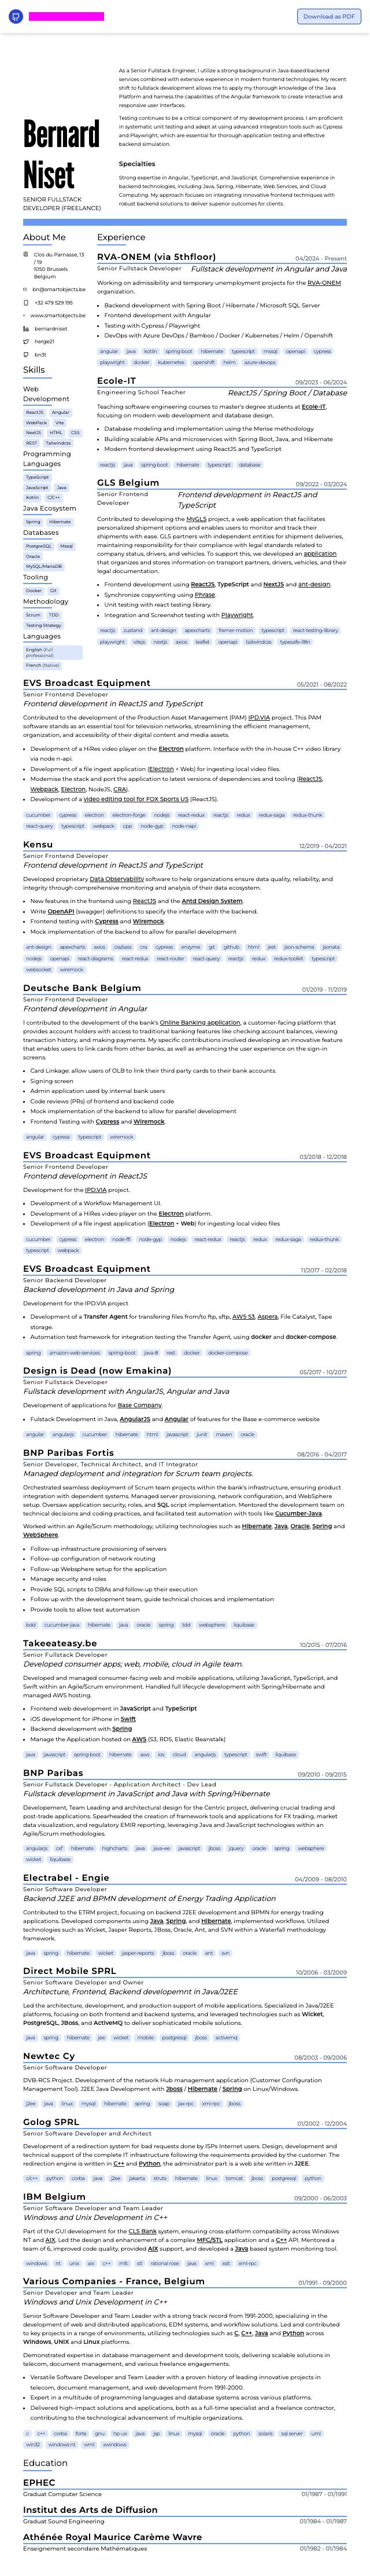 Download as PDF
As a Senior Fullstack Engineer, I utilize a strong background in Java-based backend
services combined with extensive experience in modern frontend technologies. My recent
shift to fullstack development allows me to apply my thorough knowledge of the Java
Platform and harness the capabilities of the Angular framework to create interactive and
responsive user interfaces.
Testing continues to be a critical component of my development process. I am proficient
in systematic unit testing and adept at using advanced integration tools such as Cypress
and Playwright, which are essential for thorough application testing and effective
backend simulation.
Bernard
Niset
SENIOR FULLSTACK
DEVELOPER (FREELANCE)
Specialties
Strong expertise in Angular, TypeScript, and JavaScript. Comprehensive experience in
backend technologies, including Java, Spring, Hibernate, Web Services, and Cloud
Computing. My approach focuses on integrating innovative frontend techniques with
robust backend systems to deliver superior outcomes for clients.
About Me
Clos du Parnasse, 13
/ 19
1050 Brussels
Belgium
bn@smartobjects.be
+32 479 529 195
www.smartobjects.be
bernardniset
herge21
bn3t
Skills
Web
Development
ReactJS Angular
WebPack Vite
NextJS HTML CSS
REST Tailwindcss
Programming
Languages
TypeScript
JavaScript Java
Kotlin C/C++
Java Ecosystem
Spring Hibernate
Databases
PostgreSQL Mssql
Oracle
MySQL/MariaDB
Tooling
Docker Git
Methodology
Scrum TDD
Testing Strategy
Languages
English (Full
professional)
French (Native)
Experience
RVA-ONEM (via 5thfloor) 04/2024 - Present
Senior Fullstack Developer Fullstack development in Angular and Java
Working on admissibility and temporary unemployment projects for the RVA-ONEM
organization.
Backend development with Spring Boot / Hibernate / Microsoft SQL Server
Frontend development with Angular
Testing with Cypress / Playwright
DevOps with Azure DevOps / Bamboo / Docker / Kubernetes / Helm / Openshift
angular java kotlin spring boot hibernate typescript mssql openapi cypress
playwright docker kubernetes openshift helm azure-devops
Ecole-IT 09/2023 - 06/2024
Engineering School Teacher ReactJS / Spring Boot / Database
Teaching software engineering courses to master's degree students at Ecole-IT,
focusing on modern web development and database design.
Database modeling and implementation using the Merise methodology
Building scalable APIs and microservices with Spring Boot, Java, and Hibernate
Modern frontend development using ReactJS and TypeScript
reactjs java spring boot hibernate typescript database
GLS Belgium 09/2022 - 03/2024
Senior Frontend
Developer
Frontend development in ReactJS and
TypeScript
Contributed to developing the MyGLS project, a parcels application that facilitates
personalized and anonymous user interactions to send and track their
shipments. GLS partners with independent entities for delivery services,
maintaining responsibility for their compliance with legal standards related to
company status and vehicles. Thus, we developed an application
that tracks vehicle and driver information, alongside management of their regular
legal documentation.
Frontend development using ReactJS, TypeScript and NextJS and ant-design.
Synchronize copywriting using Phrase.
Unit testing with react testing library.
Integration and Screenshot testing with Playwright.
reactjs zustand ant-design apexcharts framer-motion typescript react-testing-library
playwright vitejs nextjs axios leaflet openapi tailwindcss typesafe-i18n
EVS Broadcast Equipment 05/2021 - 08/2022
Senior Frontend Developer
Frontend development in ReactJS and TypeScript
Contributed to the development of the Production Asset Management (PAM) IPD.VIA project. This PAM
software stands as an essential tool for television networks, streamlining the efficient management,
organization, and accessibility of their digital content and video assets.
Development of a HiRes video player on the Electron platform. Interface with the in-house C++ video library
via node n-api.
Development of a file ingest application (Electron + Web) for ingesting local video files.
Modernise the stack and port applications to latest versions of dependencies and tooling (ReactJS,
Webpack, Electron, NodeJS, CRA).
Development of a video editing tool for FOX Sports US (ReactJS).
cucumber cypress electron electron-forge nodejs react-redux reactjs redux redux-saga redux-thunk
react-query typescript webpack cpp node-gyp node-napi
Kensu 12/2019 - 04/2021
Senior Frontend Developer
Frontend development in ReactJS and TypeScript
Developed proprietary Data Observability software to help organizations ensure data quality, reliability, and
integrity through continuous monitoring of the data ecosystem.
New features in the frontend using ReactJS and the Antd Design System.
Write OpenAPI (swagger) definitions to specify the interface with the backend.
Frontend testing with Cypress and Wiremock.
Mock implementation of the backend to allow for parallel development
ant-design apexcharts axios css/sass cra cypress enzyme git github html jest json-schema jsonata
nodejs openapi react-diagrams react-redux react-router react-query reactjs redux redux-toolkit typescript
websocket wiremock
Deutsche Bank Belgium 01/2019 - 11/2019
Senior Frontend Developer
Frontend development in Angular
I contributed to the development of the bank's Online Banking application, a customer-facing platform that
provides account holders with access to traditional banking features like checking account balances, viewing
transaction history, and making payments. My specific contributions involved developing an innovative feature
that enables users to link cards from other banks, as well as enhancing the user experience on the sign-in
screens.
Card Linkage: allow users of OLB to link their third party cards to their bank accounts.
Signing screen
Admin application used by internal bank users
Code reviews (PRs) of frontend and backend code
Mock implementation of the backend to allow for parallel development
Frontend Testing with Cypress and Wiremock.
angular cypress typescript wiremock
EVS Broadcast Equipment 03/2018 - 12/2018
Senior Frontend Developer
Frontend development in ReactJS
Development for the IPD.VIA project.
Development of a Workflow Management UI.
Development of a HiRes video player on the Electron platform.
Development of a file ingest application (Electron + Web) for ingesting local video files
cucumber cypress electron node-ffi node-gyp nodejs react-redux reactjs redux redux-saga redux-thunk
typescript webpack
EVS Broadcast Equipment 11/2017 - 02/2018
Senior Backend Developer
Backend development in Java and Spring
Development for the IPD.VIA project
Development of a Transfer Agent for transfering files from/to ftp, sftp, AWS S3, Aspera, File Catalyst, Tape
storage.
Automation test framework for integration testing the Transfer Agent, using docker and docker-compose.
spring amazon-web-services spring-boot java-8 rest docker docker-compose
Design is Dead (now Emakina) 05/2017 - 10/2017
Senior Fullstack Developer
Fullstack development with AngularJS, Angular and Java
Development of applications for Base Company.
Fullstack Development in Java, AngularJS and Angular of features for the Base e-commerce website
angular angularjs cucumber hibernate html javascript junit maven oracle
BNP Paribas Fortis 08/2016 - 04/2017
Senior Developer, Technical Architect, and IT Integrator
Managed deployment and integration for Scrum team projects.
Orchestrated seamless deployment of Scrum team projects within the bank's infrastructure, ensuring product
integration with dependent systems. Managed server provisioning, network configuration, and WebSphere
setup. Oversaw application security, roles, and SQL script implementation. Advised the development team on
technical decisions and coding practices, and facilitated test automation with tools like Cucumber-Java.
Worked within an Agile/Scrum methodology, utilizing technologies such as Hibernate, Java, Oracle, Spring and
WebSphere.
Follow-up infrastructure provisioning of servers
Follow-up configuration of network routing
Follow-up Websphere setup for the application
Manage security and roles
Provide SQL scripts to DBAs and follow-up their execution
Follow up with the development team, guide technical choices and implementation
Provide tools to allow test automation
bdd cucumber-java hibernate java oracle spring tdd websphere liquibase
Takeeateasy.be 10/2015 - 07/2016
Senior Fullstack Developer
Developed consumer apps; web, mobile, cloud in Agile team.
Developed and managed consumer-facing web and mobile applications, utilizing JavaScript, TypeScript, and
Swift within an Agile/Scrum environment. Handled full lifecycle backend development with Spring/Hibernate and
managed AWS hosting.
Frontend web development in JavaScript and TypeScript
iOS development for iPhone in Swift
Backend development with Spring
Manage the Application hosted on AWS (S3, RDS, Elastic Beanstalk)
java javascript spring-boot hibernate aws ios cloud angularjs typescript swift liquibase
BNP Paribas 09/2010 - 09/2015
Senior Fullstack Developer - Application Architect - Dev Lead
Fullstack development in JavaScript and Java with Spring/Hibernate
Developement, Team Leading and architectural design for the Centric project, delivering crucial trading and
post-trade services. Spearheaded the creation of framework tools and applications for FX trading, market
data visualization, and regulatory EMIR reporting, leveraging Java and JavaScript technologies within an
Agile/Scrum methodologies.
angularjs cxf hibernate highcharts java java-ee javascript jboss jquery oracle spring websphere
wicket liquibase
Electrabel - Engie 04/2009 - 08/2010
Senior Software Developer
Backend J2EE and BPMN development of Energy Trading Application
Contributed to the ETRM project, focusing on backend J2EE development and BPMN for energy trading
applications. Developed components using Java, Spring, and Hibernate, implemented workflows. Utilized
technologies such as Wicket, Jasper Reports, JBoss, Oracle, Ant, and SVN within a Waterfall methodology
framework.
java spring hibernate wicket jasper-reports jboss oracle ant svn
Direct Mobile SPRL 10/2006 - 03/2009
Senior Software Developer and Owner
Architecture, Frontend, Backend developement in Java/J2EE
Led the architecture, development, and production support of mobile applications. Specialized in Java/J2EE
platforms, focusing on both frontend and backend systems, and leveraged technologies such as Wicket,
PostgreSQL, JBoss, and ActiveMQ to deliver sophisticated mobile solutions.
java spring hibernate jee wicket mobile postgresql jboss activemq
Newtec Cy 08/2003 - 09/2006
Senior Software Developer
DVB-RCS Project. Development of the network Hub management application (Customer Configuration
Management Tool). J2EE Java Development with Jboss / Hibernate / Spring on Linux/Windows.
j2ee java linux mysql hibernate spring soap jax-rpc xml-rpc jboss
Golog SPRL 01/2002 - 12/2004
Senior Software Developer and Architect
Development of a redirection system for bad requests done by ISPs Internet users. Design, development and
technical support of the complete IT infrastructure following the requirements provided by the customer. The
redirection engine is written in C++ and Python, the administrator part is a web site written in J2EE.
c/c++ python corba java j2ee jakarta struts hibernate linux tomcat jboss postgresql python
IBM Belgium 09/2000 - 06/2003
Senior Software Developer and Team Leader
Windows and Unix Development in C++
Part of the GUI development for the CLS Bank system, ensuring application compatibility across Windows
NT and AIX. Led the design and enhancement of a complex MFC/STL application and a C++ API. Mentored a
team of 6, improved code quality, provided AIX support, and developed a Java based system monitoring tool.
windows nt unix aix c++ mfc stl rational rose java xml xslt xml-rpc
Various Companies - France, Belgium 01/1991 - 09/2000
Senior Developer and Team Leader
Windows and Unix Development in C++
Senior Software Developer and Team Leader with a strong track record from 1991-2000, specializing in the
development of web and distributed applications, EDM systems, and workflow solutions. Led and contributed
to key projects in a range of environments, utilizing technologies such as C, C++, Java and Python across
Windows, UNIX and Linux platforms.
Demonstrated expertise in database management and development tools, delivering scalable solutions in
telecom, document management, and various freelance engagements.
Versatile Software Developer and Team Leader with a proven history of leading innovative projects in
telecom, document management, and web development from 1991-2000.
Expert in a multitude of programming languages and database systems across various platforms.
Delivered high-impact solutions and applications, both as a full-time specialist and a freelance contractor,
contributing to the technological advancement of multiple organizations.
c c++ corba forte gnu hp-ux java jsp linux mysql oracle python solaris sql server uml
win32 windows nt wml xwindows
Education
EPHEC
Graduat Computer Science 01/1987 - 01/1991
Institut des Arts de Diffusion
Graduat Sound Engineering 01/1984 - 01/1987
Athénée Royal Maurice Carème Wavre
Enseignement secondaire Mathématiques 01/1982 - 01/1984